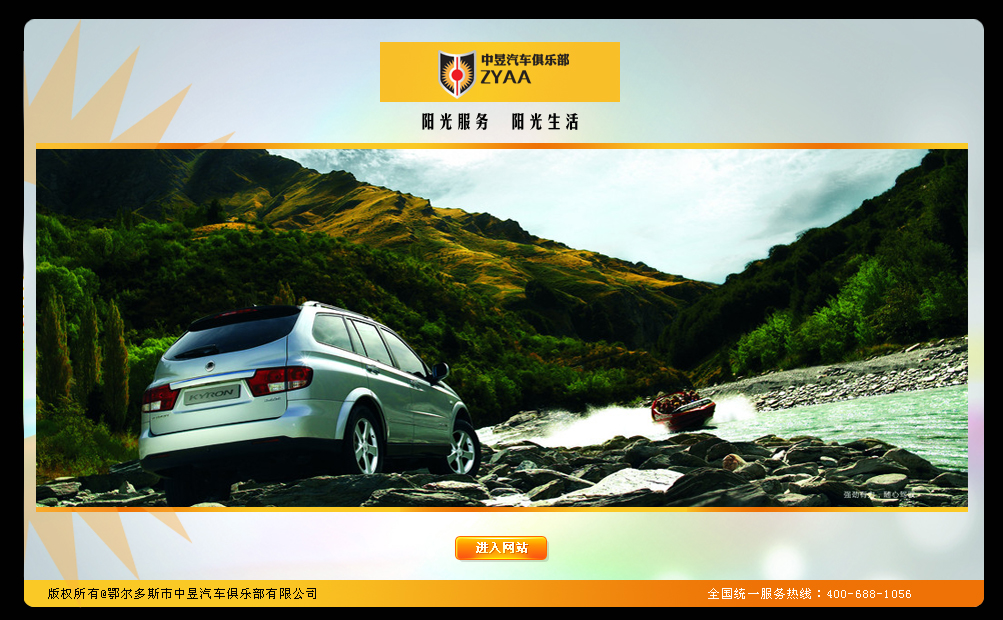 中昱汽车俱乐部
ZYAA
阳光服务 阳光生活
KYRON
进入网站
版权所有@鄂尔多斯市中昱汽车俱乐部有限公司
全国统一服务热线：400-688-1056